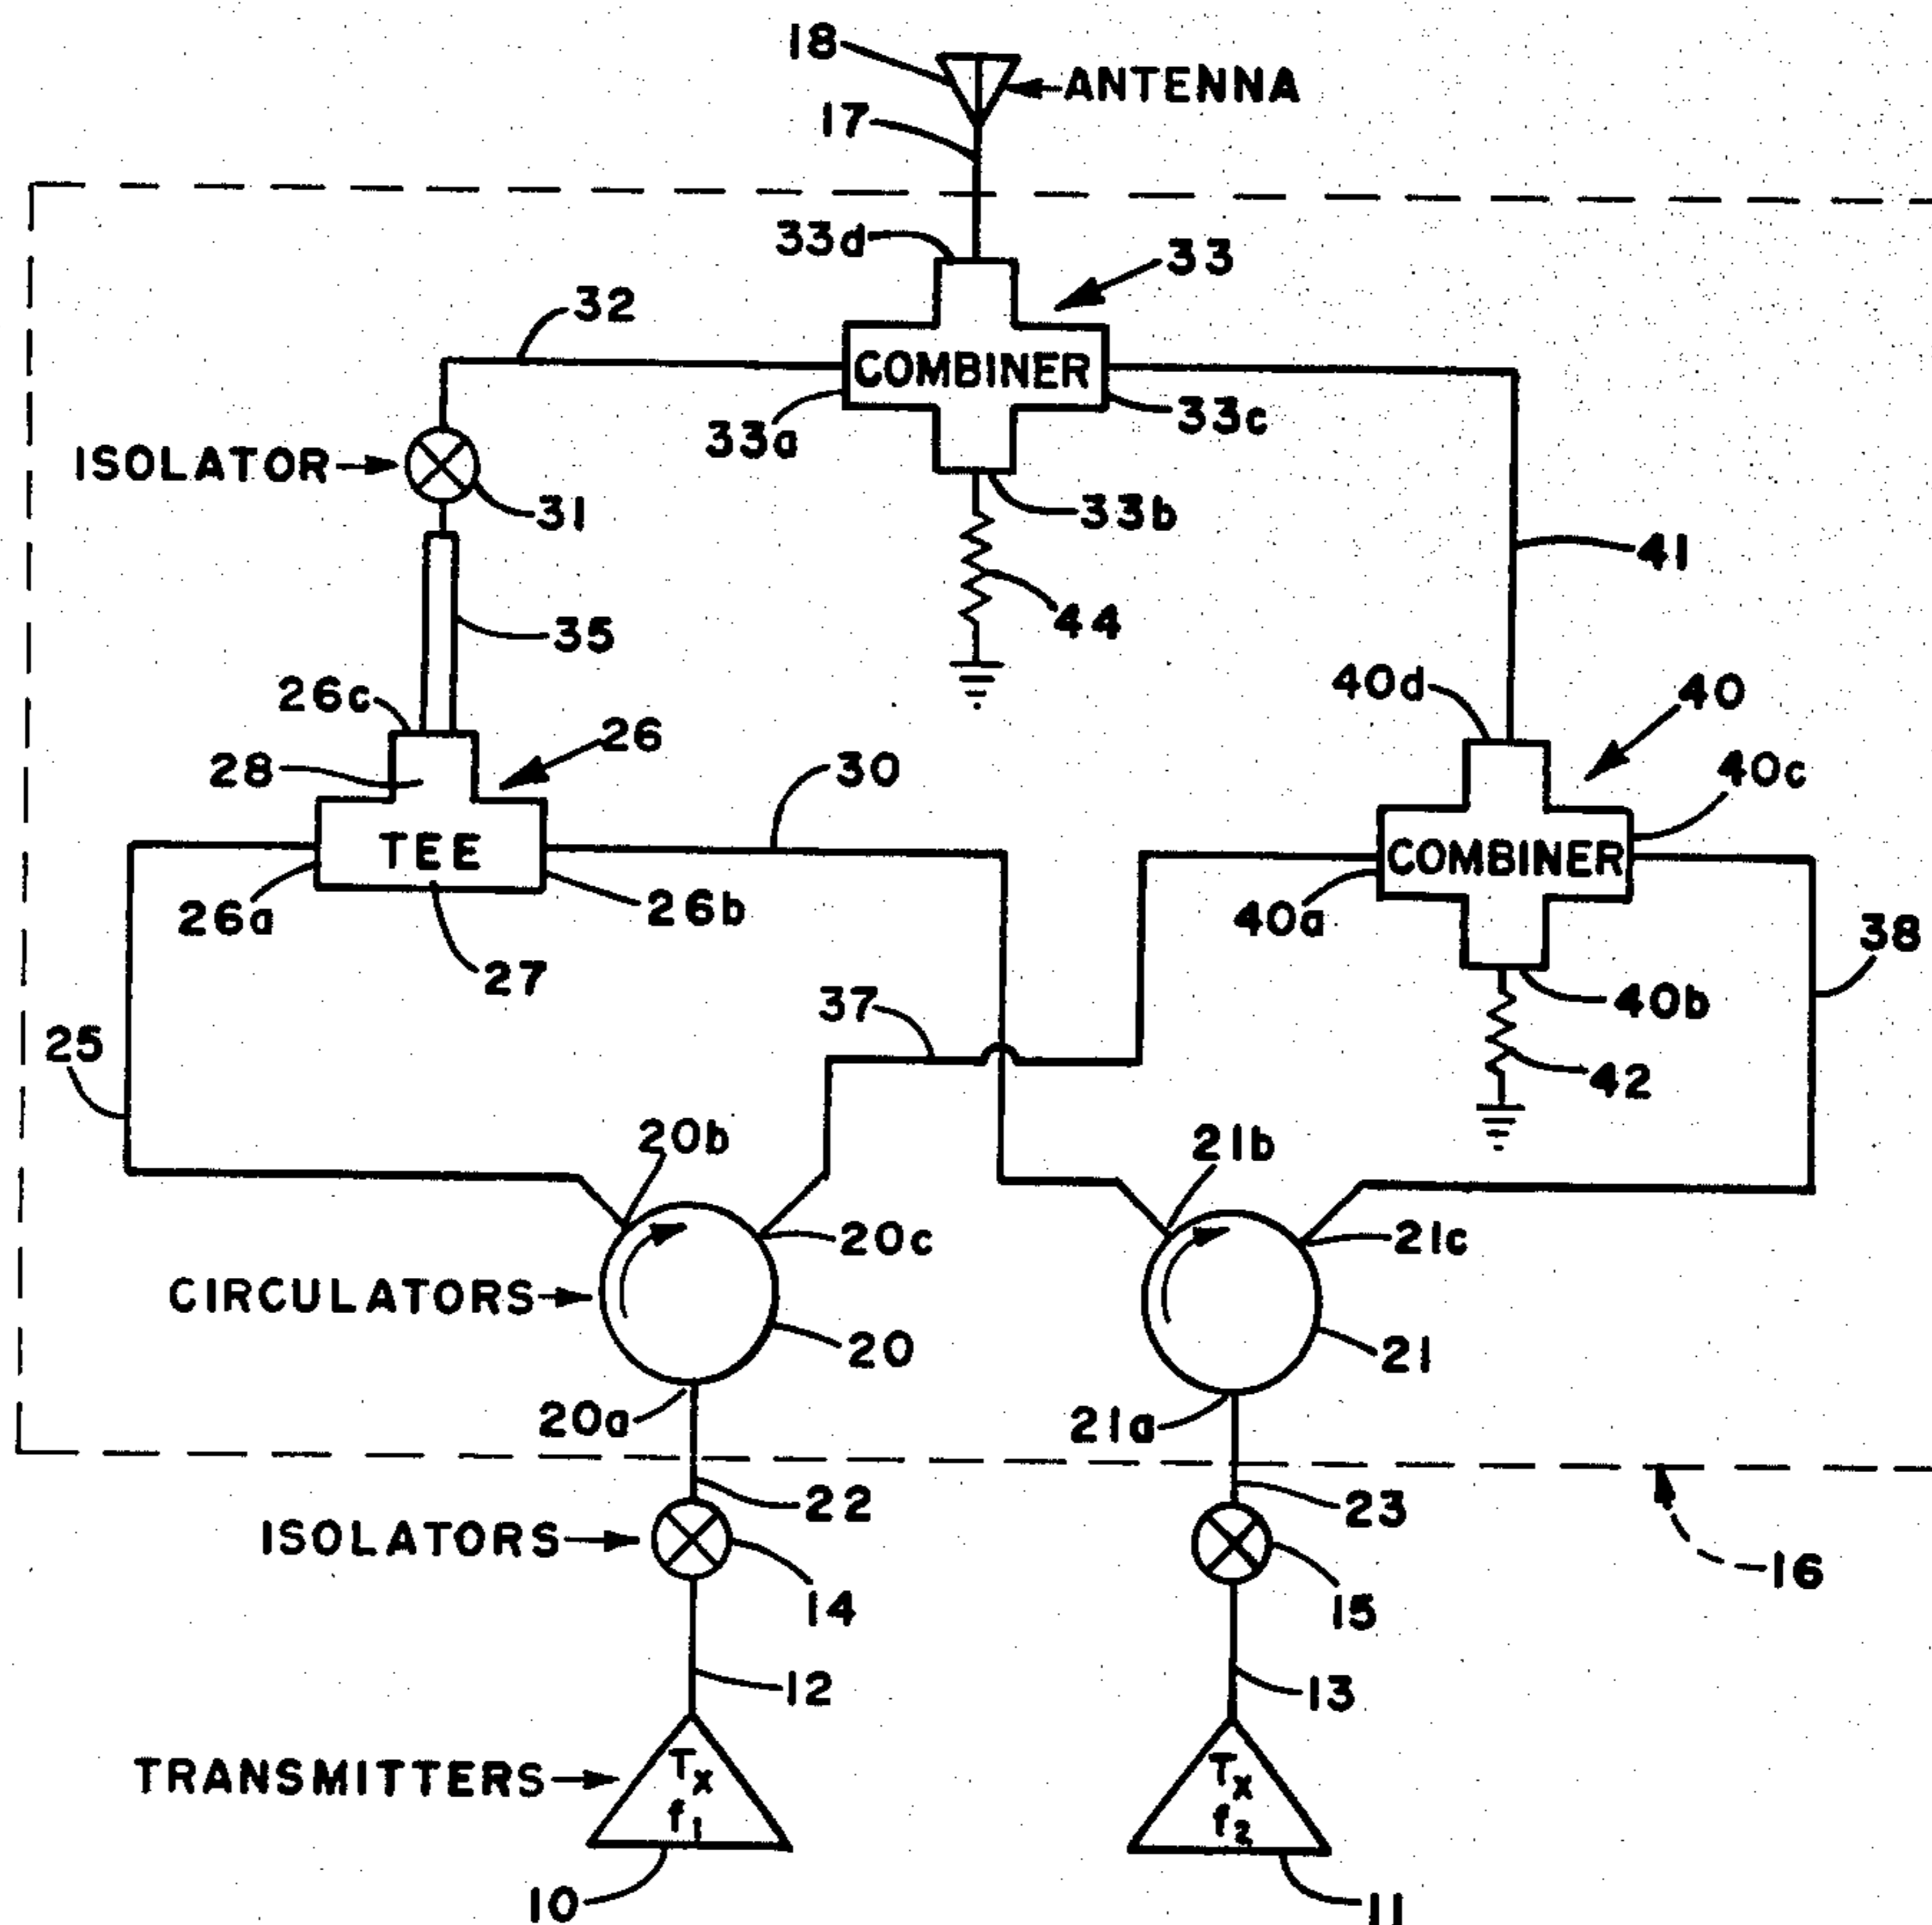 18
ANTENNA
17
33d
33
32
COMBINER
33a
33c
ISOLATOR
31
33b
41
44
35
26c
40d
40
26
28
30
40c
TEE
COMBINER
26a
26b
40a
38
27
37
40b
25
42
20b
21b
20c
21c
CIRCULATORS
20
21
20a
21a
22
23
ISOLATORS
16
14
15
12
13
TRANSMITTERS
Tx
f1
Tx
f2
10
11